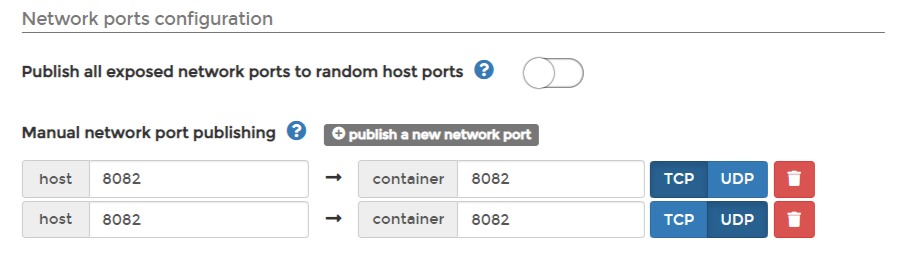 Network ports configuration
Publish all exposed network ports to random host ports ?
Manual network port publishing ? + publish a new network port
host 8082 → container 8082 TCP UDP
host 8082 → container 8082 TCP UDP